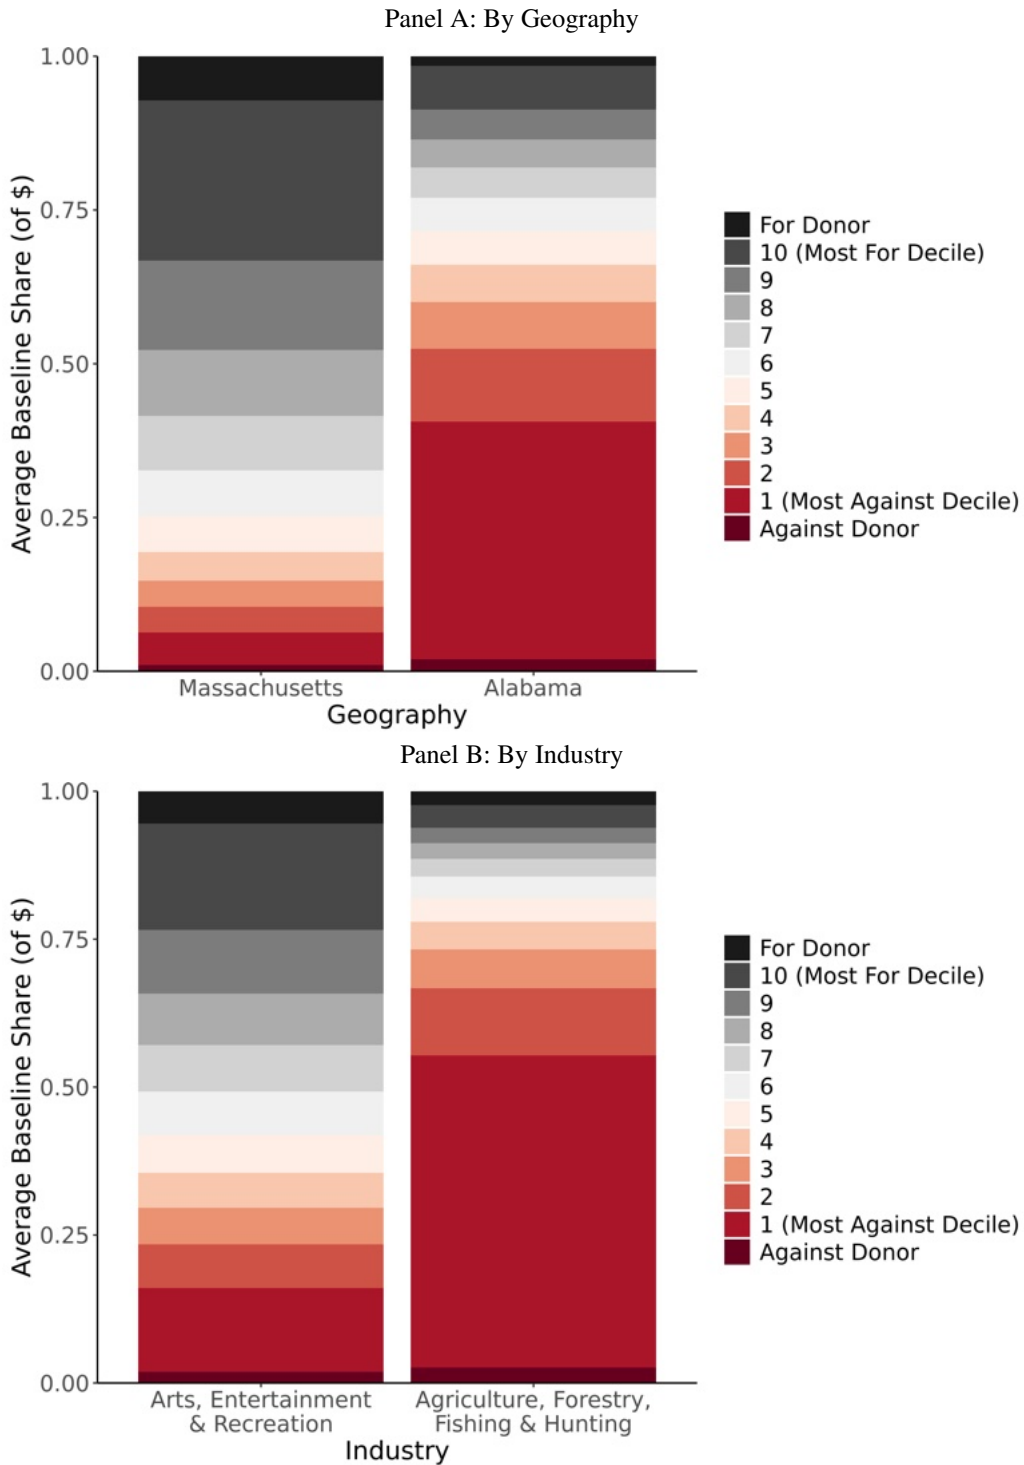 Panel A: By Geography
Average Baseline Share (of $)
1.00
0.75
0.50
0.25
0.00
Massachusetts
Alabama
Geography
For Donor
10 (Most For Decile)
9
8
7
6
5
4
3
2
1 (Most Against Decile)
Against Donor
Panel B: By Industry
Average Baseline Share (of $)
1.00
0.75
0.50
0.25
0.00
Arts, Entertainment
& Recreation
Agriculture, Forestry,
Fishing & Hunting
Industry
For Donor
10 (Most For Decile)
9
8
7
6
5
4
3
2
1 (Most Against Decile)
Against Donor